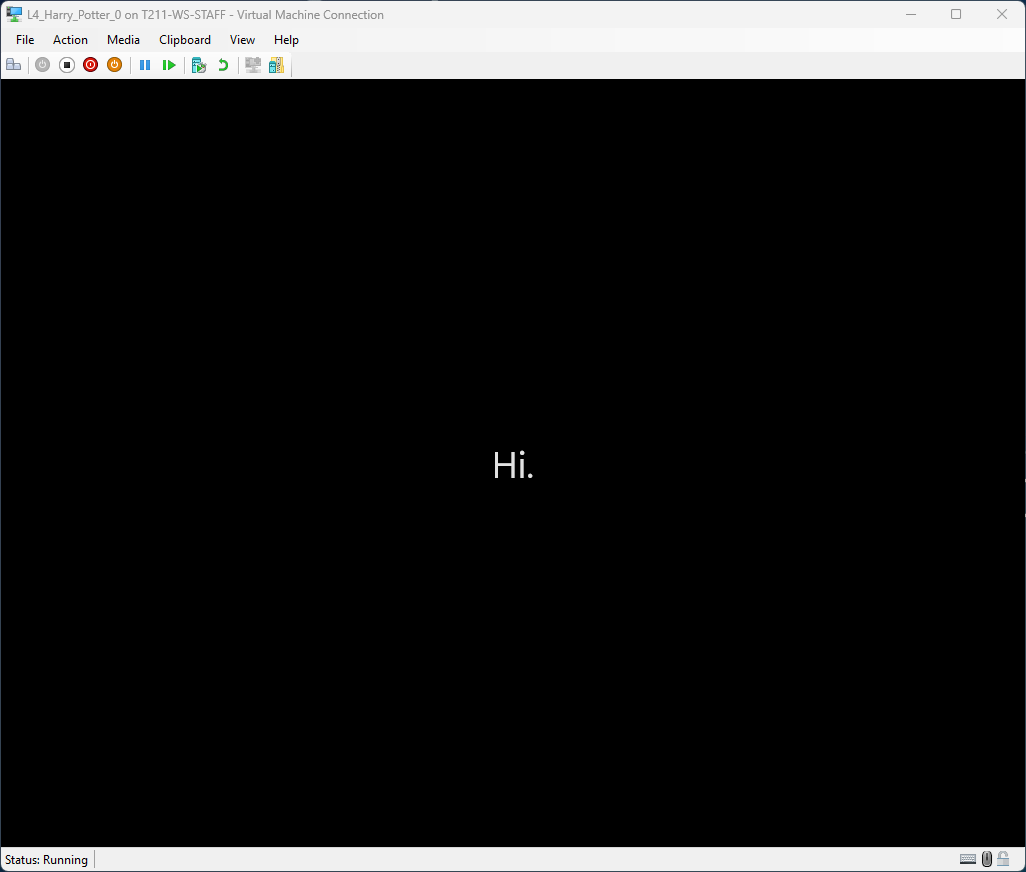 L4_Harry_Potter_0 on T211-WS-STAFF - Virtual Machine Connection
File Action Media Clipboard View Help
Hi.
Status: Running